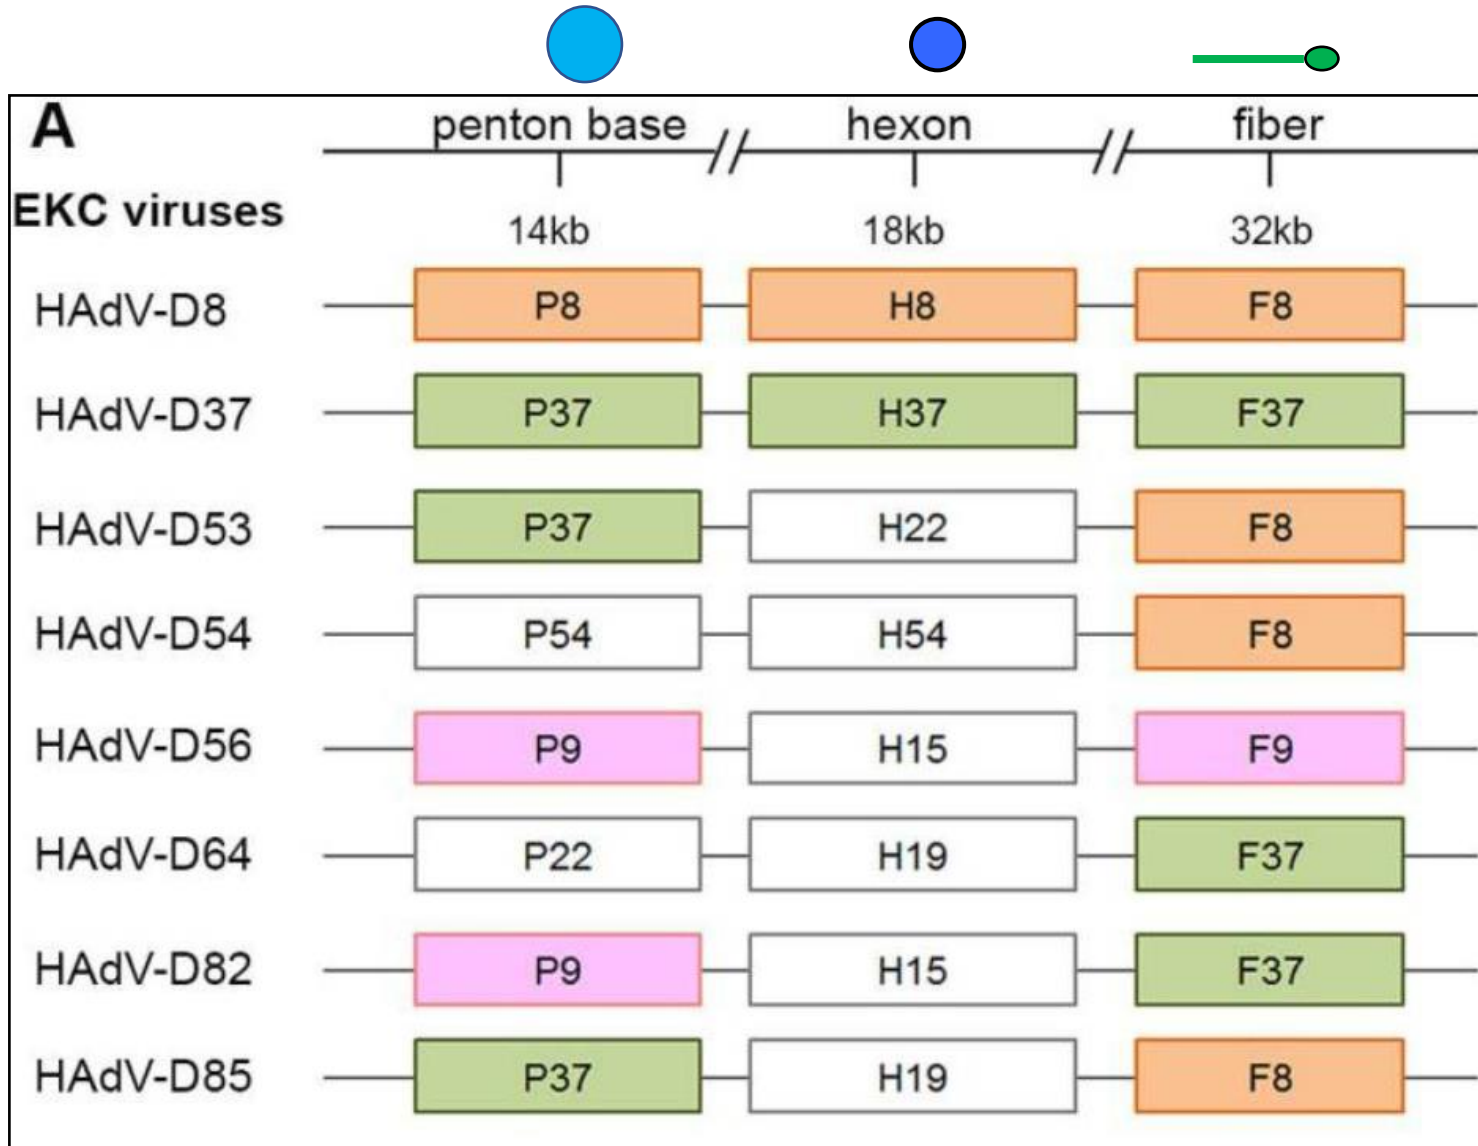 A
penton base hexon fiber
EKC viruses
14kb 18kb 32kb
HAdV-D8 P8 H8 F8
HAdV-D37 P37 H37 F37
HAdV-D53 P37 H22 F8
HAdV-D54 P54 H54 F8
HAdV-D56 P9 H15 F9
HAdV-D64 P22 H19 F37
HAdV-D82 P9 H15 F37
HAdV-D85 P37 H19 F8